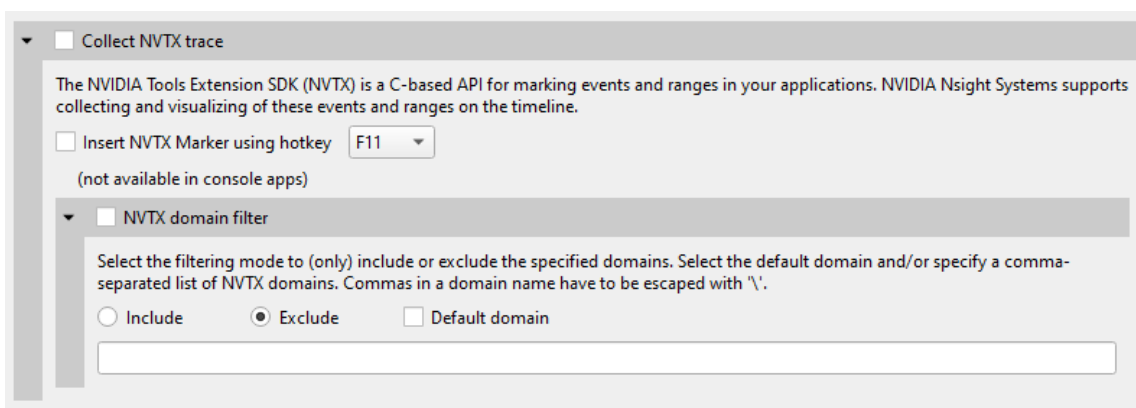 Collect NVTX trace
The NVIDIA Tools Extension SDK (NVTX) is a C-based API for marking events and ranges in your applications. NVIDIA Nsight Systems supports
collecting and visualizing of these events and ranges on the timeline.
Insert NVTX Marker using hotkey F11
(not available in console apps)
NVTX domain filter
Select the filtering mode to (only) include or exclude the specified domains. Select the default domain and/or specify a comma-
separated list of NVTX domains. Commas in a domain name have to be escaped with '\'.
Include Exclude Default domain